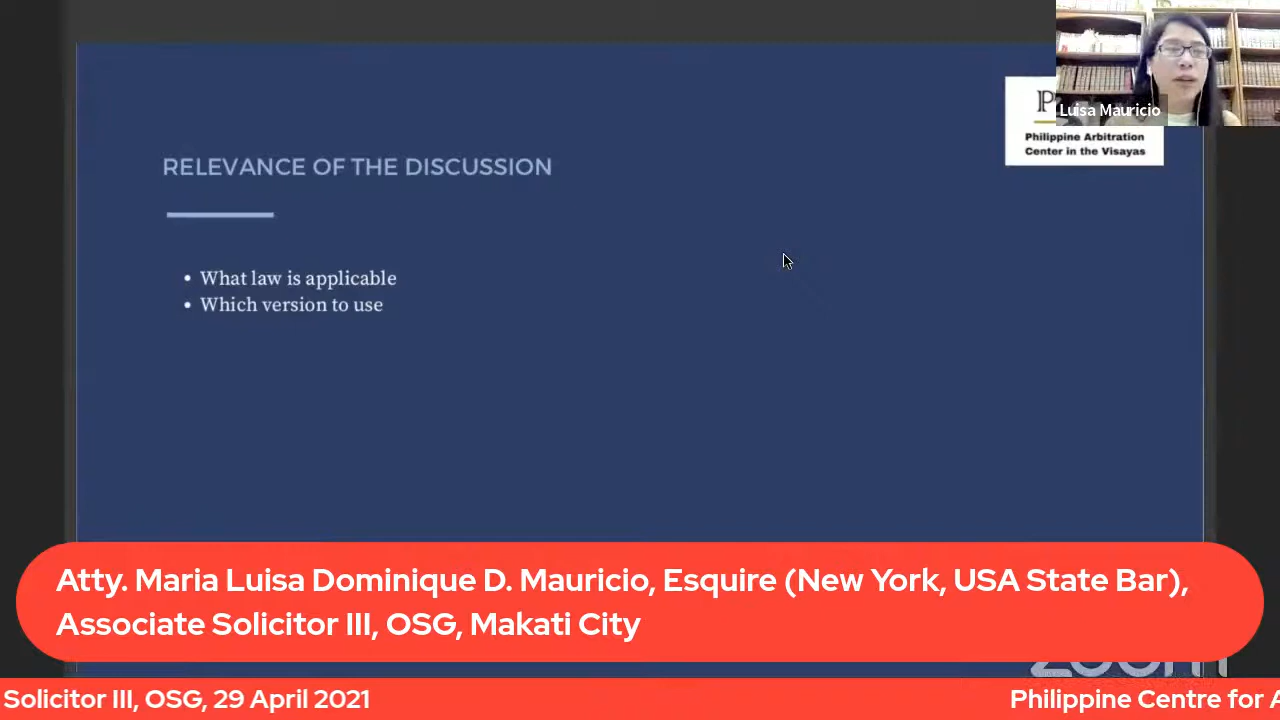 Luisa Mauricio
Philippine Arbitration
Center in the Visayas
RELEVANCE OF THE DISCUSSION
• What law is applicable
• Which version to use
Atty. Maria Luisa Dominique D. Mauricio, Esquire (New York, USA State Bar),
Associate Solicitor III, OSG, Makati City
zoom
Solicitor III, OSG, 29 April 2021
Philippine Centre for A